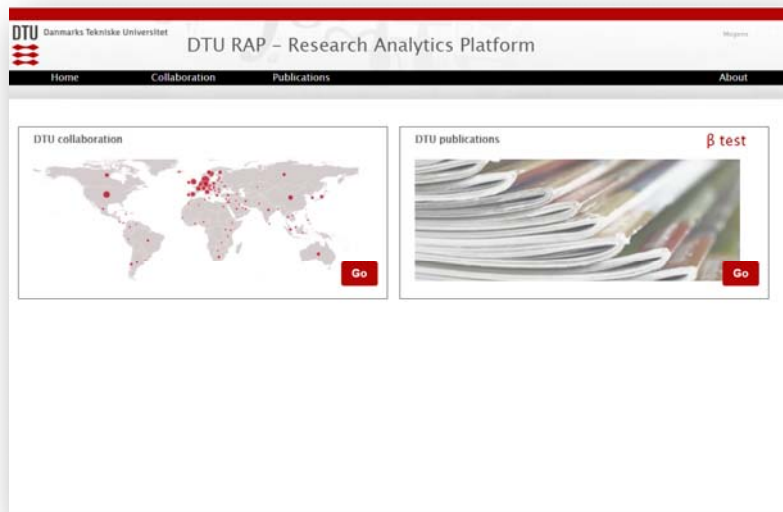 DTU Danmarks Tekniske Universitet
DTU RAP – Research Analytics Platform
Mogens
Home Collaboration Publications About
DTU collaboration
Go
DTU publications β test
Go